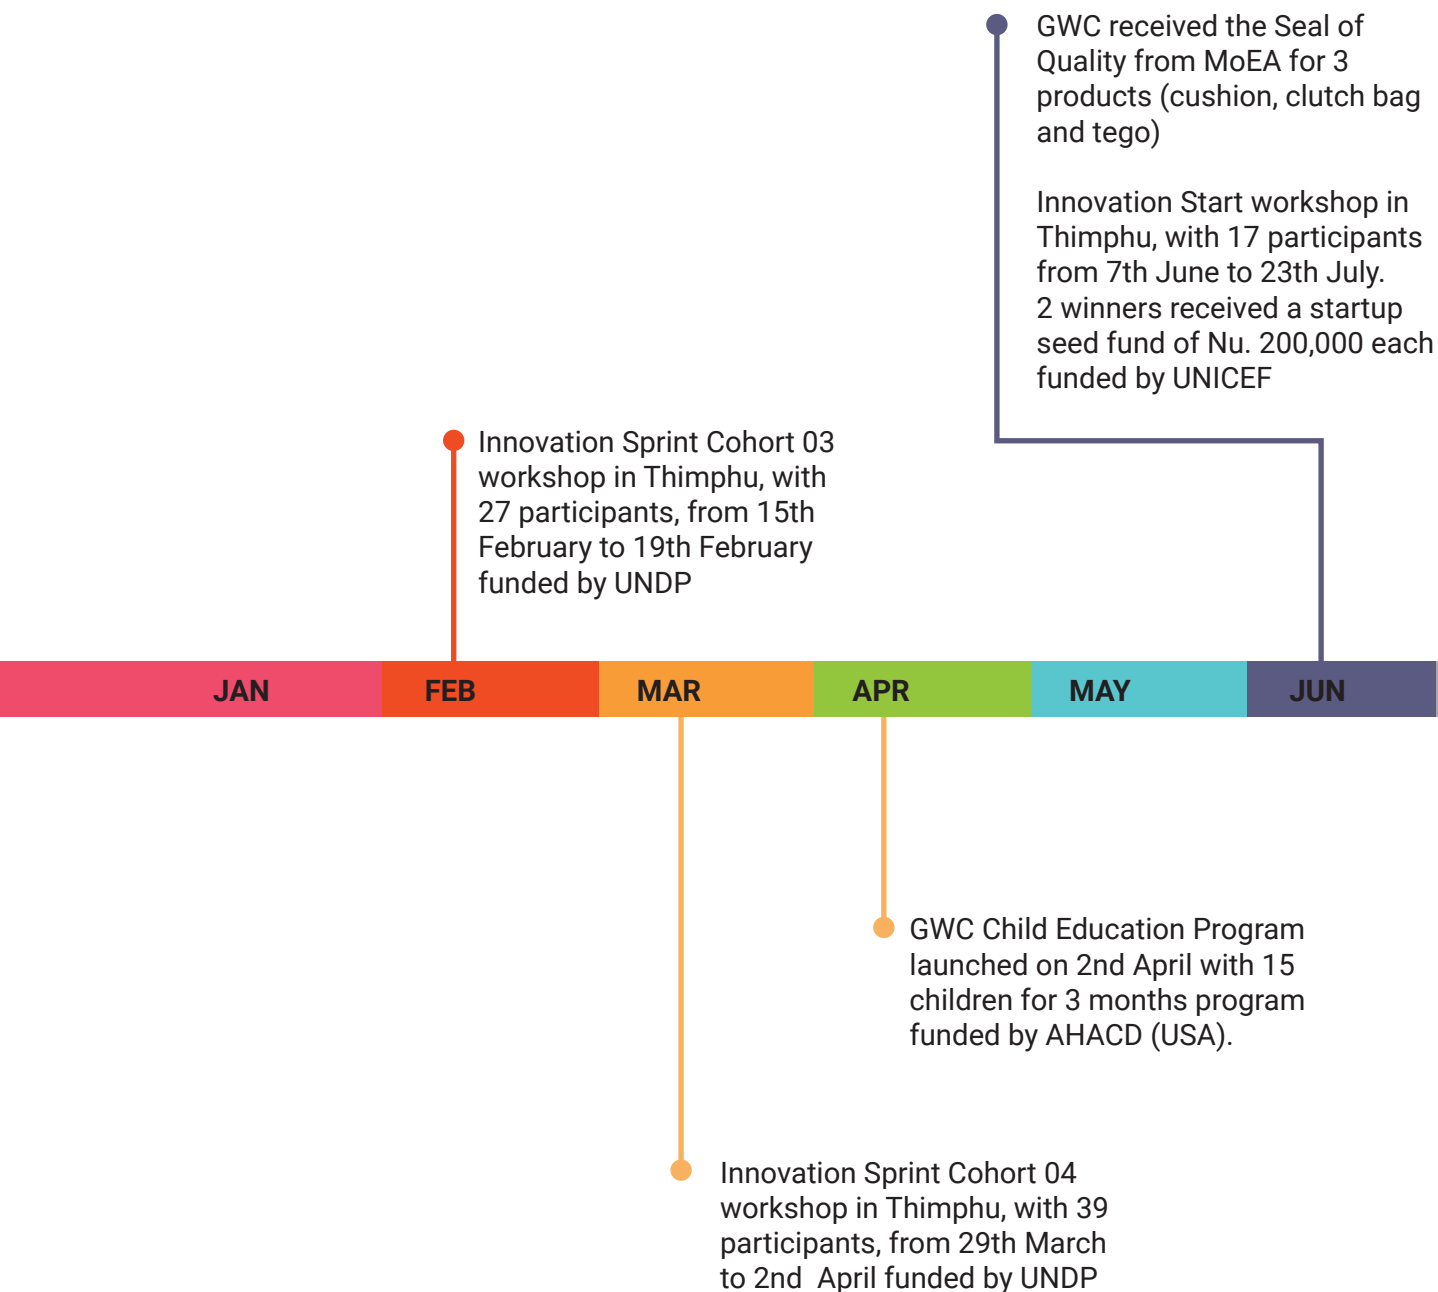 GWC received the Seal of
Quality from MoEA for 3
products (cushion, clutch bag
and tego)
Innovation Start workshop in
Thimphu, with 17 participants
from 7th June to 23th July.
2 winners received a startup
seed fund of Nu. 200,000 each
funded by UNICEF
Innovation Sprint Cohort 03
workshop in Thimphu, with
27 participants, from 15th
February to 19th February
funded by UNDP
JAN FEB MAR APR MAY JUN
GWC Child Education Program
launched on 2nd April with 15
children for 3 months program
funded by AHACD (USA).
Innovation Sprint Cohort 04
workshop in Thimphu, with 39
participants, from 29th March
to 2nd  April funded by UNDP